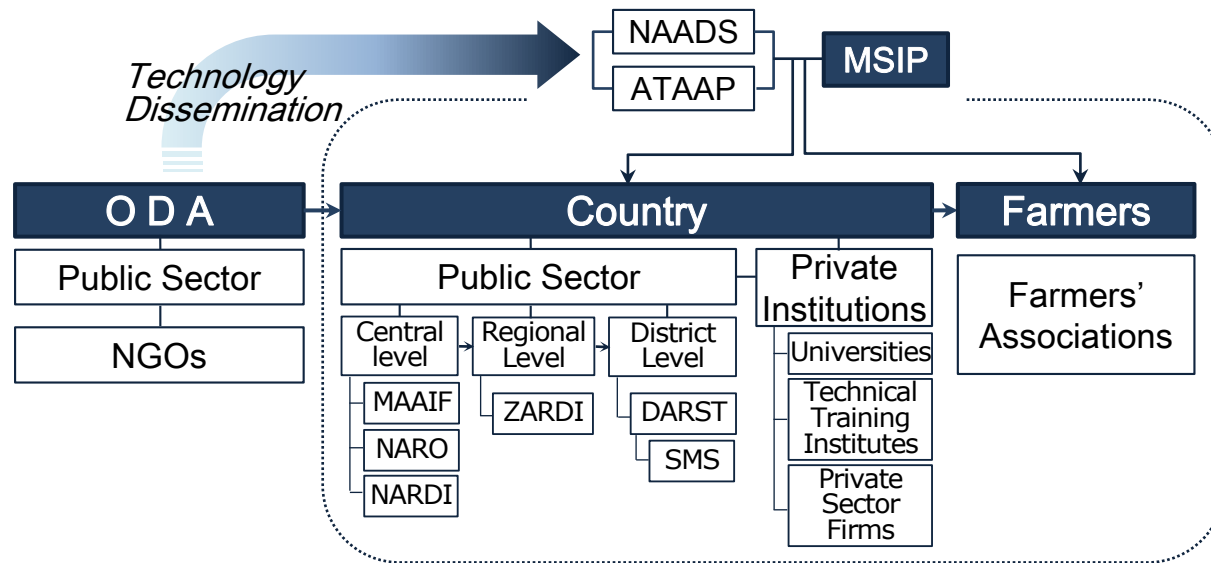 NAADS
ATAAP
MSIP
Technology
Dissemination
O D A
Country
Farmers
Public Sector
NGOs
Public Sector
Private
Institutions
Farmers’
Associations
Central
level
Regional
Level
District
Level
MAAIF
NARO
NARDI
ZARDI
DARST
SMS
Universities
Technical
Training
Institutes
Private
Sector
Firms